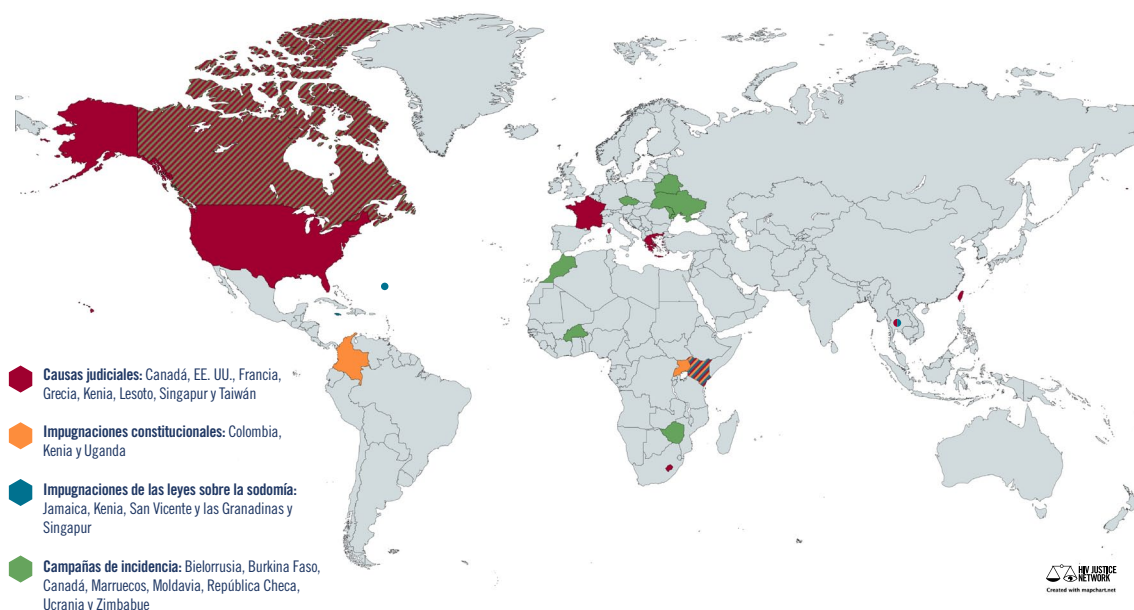 Causas judiciales: Canadá, EE. UU., Francia,
Grecia, Kenia, Lesoto, Singapur y Taiwán
Impugnaciones constitucionales: Colombia,
Kenia y Uganda
Impugnaciones de las leyes sobre la sodomía:
Jamaica, Kenia, San Vicente y las Granadinas y
Singapur
Campañas de incidencia: Bielorrusia, Burkina Faso,
Canadá, Marruecos, Moldavia, República Checa,
Ucrania y Zimbabue
HIV JUSTICE
NETWORK
Created with mapchart.net